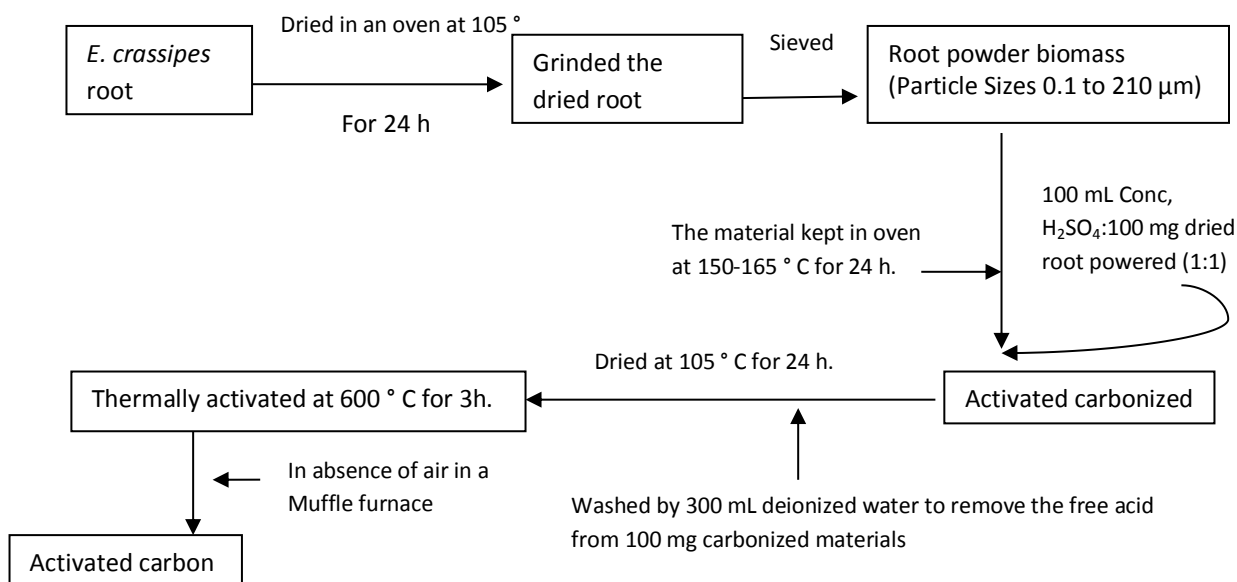 Dried in an oven at 105 °
E. crassipes
root
For 24 h
Grinded the
dried root
Sieved
Root powder biomass
(Particle Sizes 0.1 to 210 µm)
100 mL Conc,
H₂SO₄:100 mg dried
root powered (1:1)
The material kept in oven
at 150-165 ° C for 24 h.
Activated carbonized
Dried at 105 ° C for 24 h.
Washed by 300 mL deionized water to remove the free acid
from 100 mg carbonized materials
Thermally activated at 600 ° C for 3h.
In absence of air in a
Muffle furnace
Activated carbon